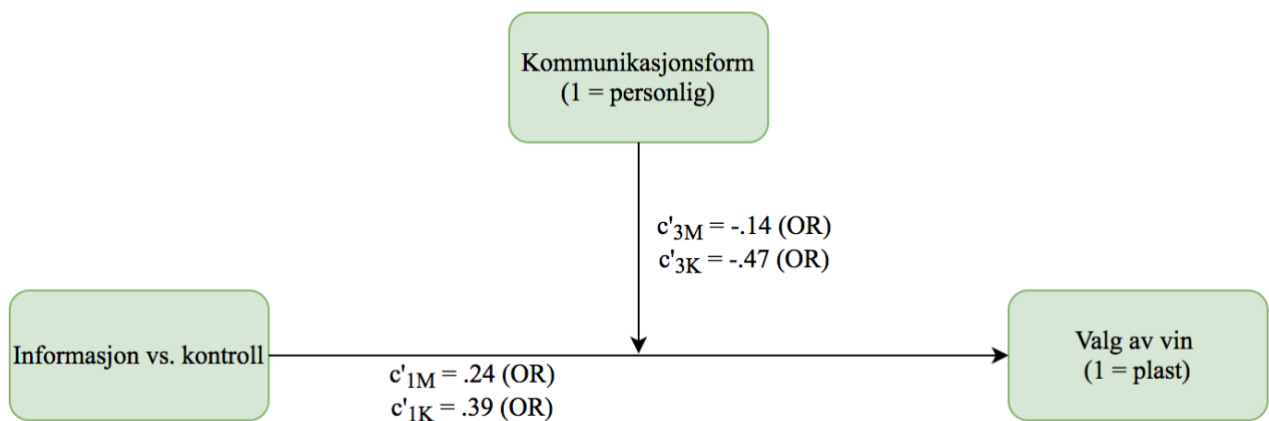 Kommunikasjonsform
(1 = personlig)
c'3M = -.14 (OR)
c'3K = -.47 (OR)
Informasjon vs. kontroll
Valg av vin
(1 = plast)
c'1M = .24 (OR)
c'1K = .39 (OR)